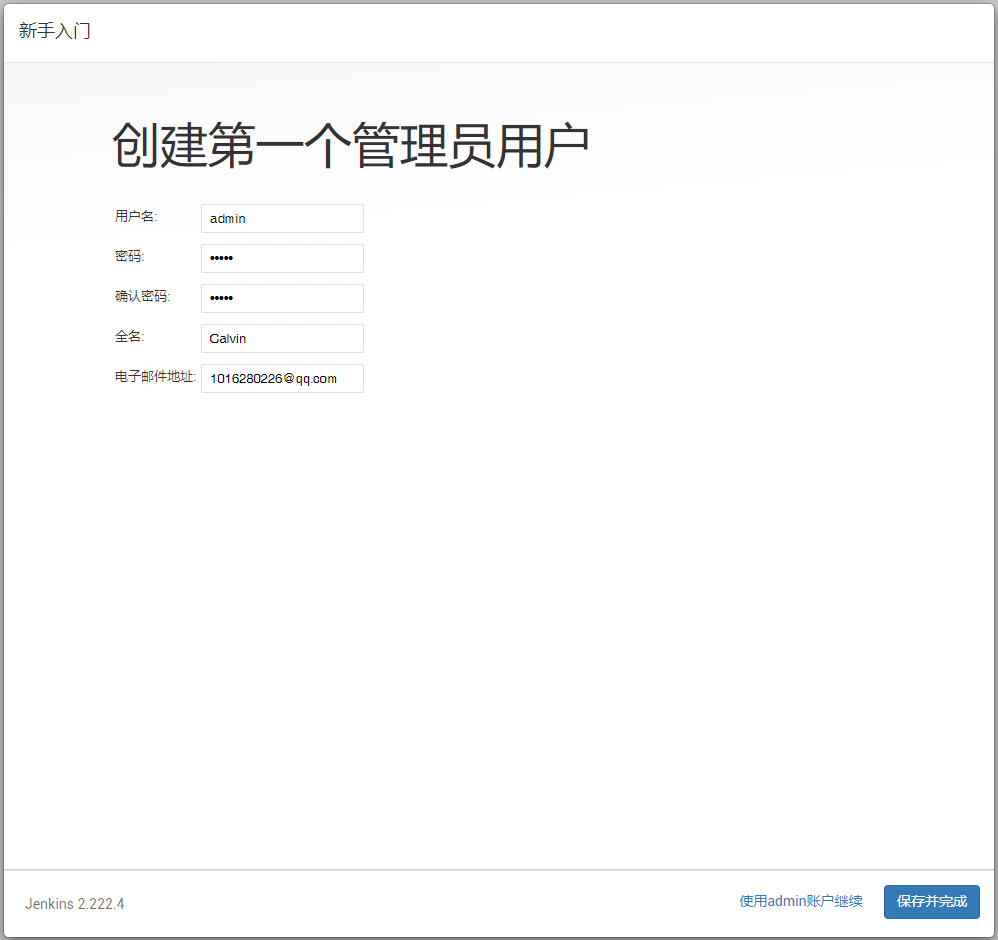 新手入门
创建第一个管理员用户
用户名: admin
密码: •••••
确认密码: •••••
全名: Calvin
电子邮件地址: 1016280226@qq.com
Jenkins 2.222.4 使用admin账户继续 保存并完成